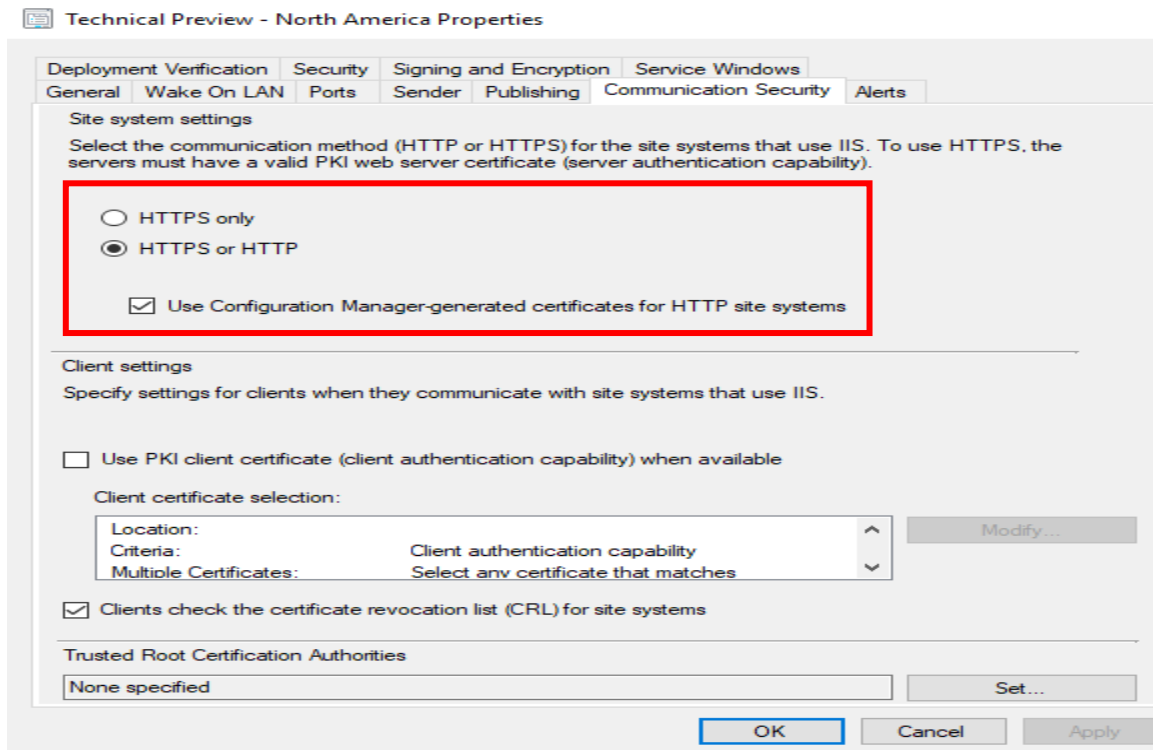 Technical Preview - North America Properties
Deployment Verification Security Signing and Encryption Service Windows
General Wake On LAN Ports Sender Publishing Communication Security Alerts
Site system settings
Select the communication method (HTTP or HTTPS) for the site systems that use IIS. To use HTTPS, the
servers must have a valid PKI web server certificate (server authentication capability).
HTTPS only
HTTPS or HTTP
Use Configuration Manager-generated certificates for HTTP site systems
Client settings
Specify settings for clients when they communicate with site systems that use IIS.
Use PKI client certificate (client authentication capability) when available
Client certificate selection:
Location:
Criteria: Client authentication capability
Multiple Certificates: Select any certificate that matches
Modify...
Clients check the certificate revocation list (CRL) for site systems
Trusted Root Certification Authorities
None specified
Set...
OK Cancel Apply